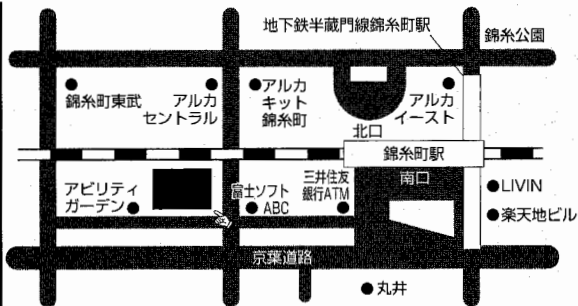 地下鉄半蔵門線錦糸町駅
錦糸公園
錦糸町東武
アルカ
セントラル
アルカ
キット
錦糸町
アルカ
イースト
北口
錦糸町駅
南口
アビリティ
ガーデン
富士ソフト
ABC
三井住友
銀行ATM
LIVIN
楽天地ビル
京葉道路
丸井